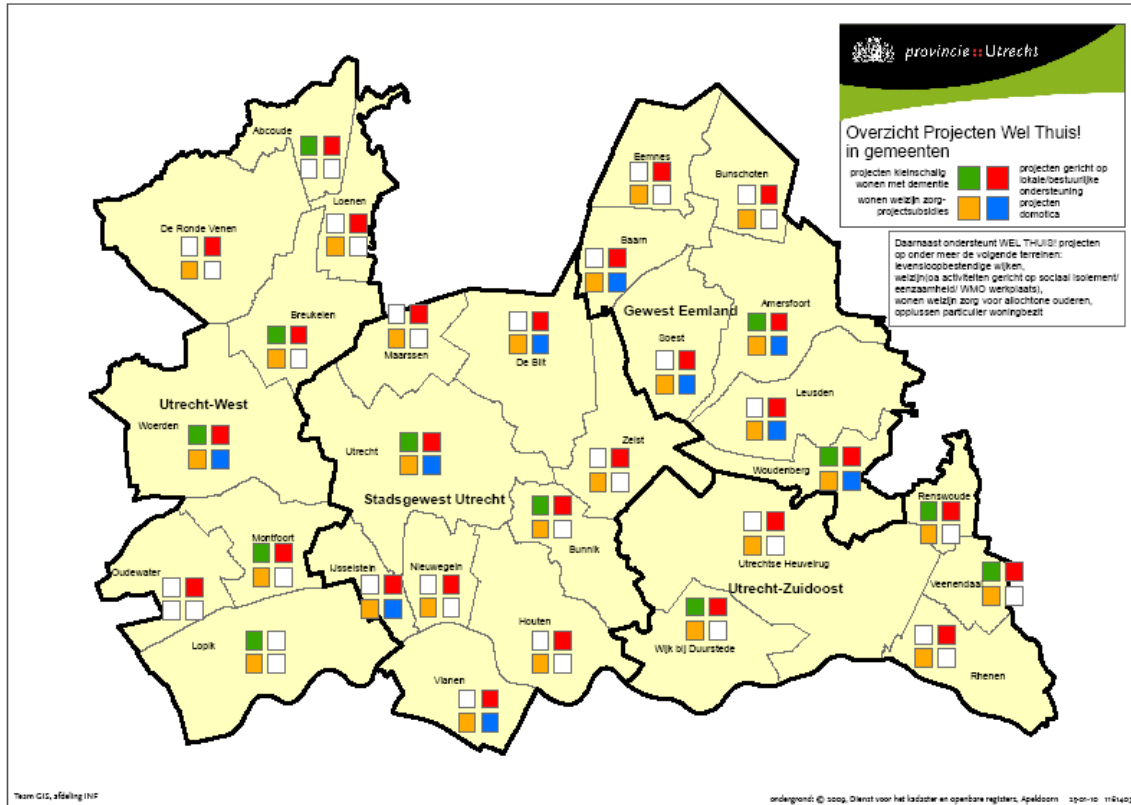 provincie :: Utrecht
Overzicht Projecten Wel Thuis!
in gemeenten
projecten kleinschalig
wonen met dementie
projecten gericht op
lokale/bestuurlijke
ondersteuning
wonen welzijn zorg-
projectsubsidies
projecten
domotica
Daarnaast ondersteunt WEL THUIS! projecten
op onder meer de volgende terreinen:
levensloopbestendige wijken,
welzijn(oa activiteiten gericht op sociaal isolement/
eenzaamheid/ WMO werkplaats),
wonen welzijn zorg voor allochtone ouderen,
opplussen particulier woningbezit
Abcoude
Eemnes
Bunschoten
Loenen
De Ronde Venen
Baarn
Breukelen
Gewest Eemland
Amersfoort
Maarssen
De Bilt
Soest
Utrecht-West
Leusden
Woerden
Utrecht
Zeist
Woudenberg
Stadsgewest Utrecht
Renswoude
Bunnik
Montfoort
Utrechtse Heuvelrug
Oudewater
IJsselstein
Nieuwegein
Utrecht-Zuidoost
Veenendaal
Houten
Wijk bij Duurstede
Lopik
Rhenen
Vianen
Team GIS, afdeling INF
ondergrond: © 2009, Dienst voor het kadaster en openbare registers, Apeldoorn 29-01-10